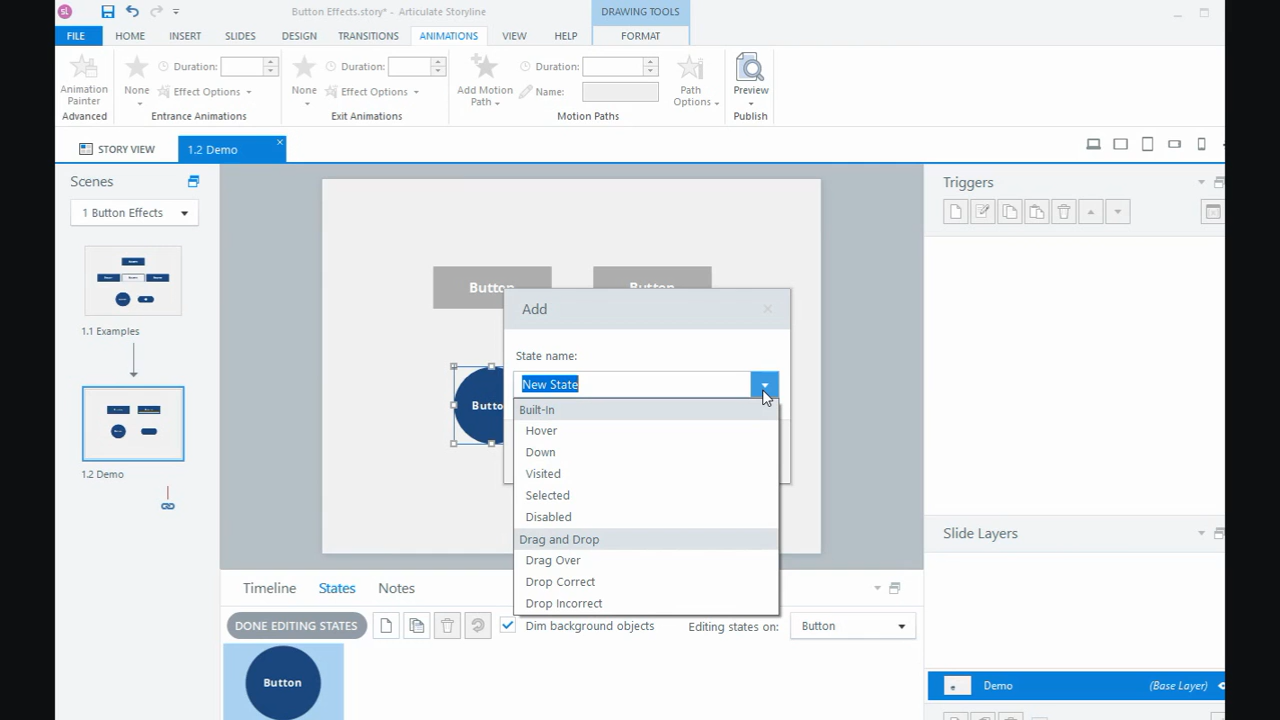 sl
Button Effects.story* - Articulate Storyline
DRAWING TOOLS
FILE HOME INSERT SLIDES DESIGN TRANSITIONS ANIMATIONS VIEW HELP FORMAT
Animation Painter
None
Duration:
Effect Options
None
Duration:
Effect Options
Add Motion Path
Duration:
Name:
Path Options
Preview
Advanced Entrance Animations Exit Animations Motion Paths Publish
STORY VIEW
1.2 Demo
Scenes
1 Button Effects
1.1 Examples
1.2 Demo
Button
Button
Button
Add
State name:
New State
Built-In
Hover
Down
Visited
Selected
Disabled
Drag and Drop
Drag Over
Drop Correct
Drop Incorrect
Triggers
Slide Layers
Demo (Base Layer)
Timeline States Notes
DONE EDITING STATES
Dim background objects
Editing states on:
Button
Button